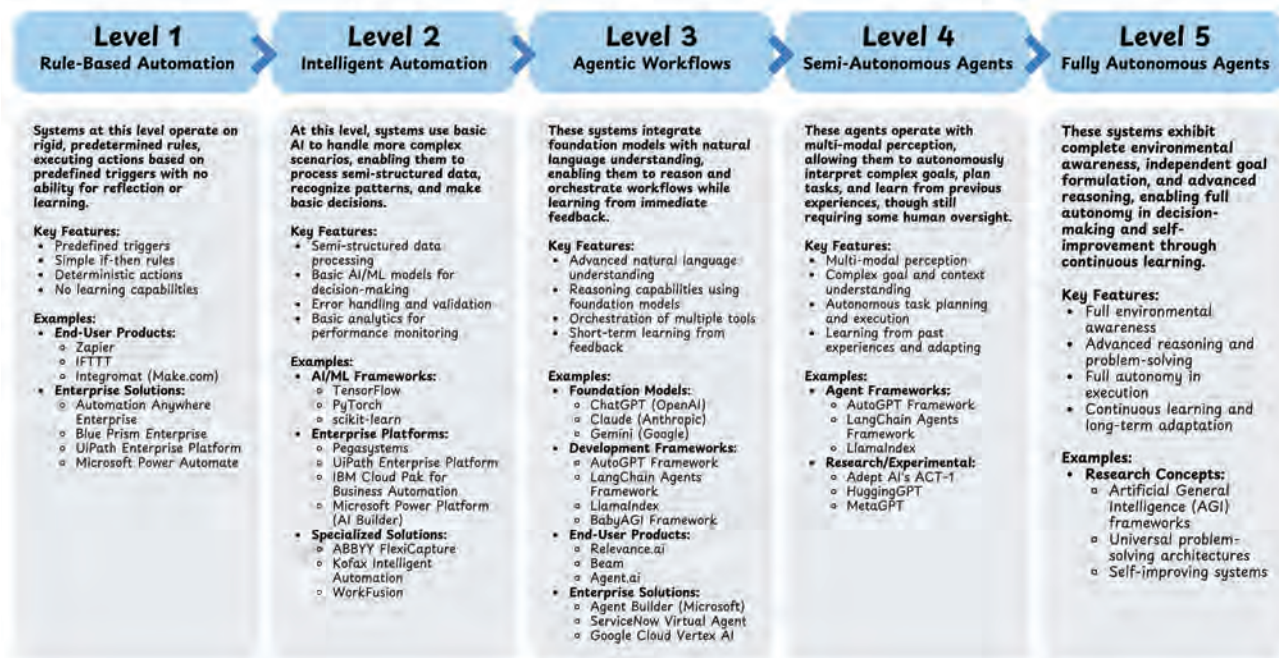 Level 1
Rule-Based Automation
Systems at this level operate on
rigid, predetermined rules,
executing actions based on
predefined triggers with no
ability for reflection or
learning.
Key Features:
• Predefined triggers
• Simple if-then rules
• Deterministic actions
• No learning capabilities
Examples:
• End-User Products:
◦ Zapier
◦ IFTTT
◦ Integromat (Make.com)
• Enterprise Solutions:
◦ Automation Anywhere
Enterprise
◦ Blue Prism Enterprise
◦ UiPath Enterprise Platform
◦ Microsoft Power Automate
Level 2
Intelligent Automation
At this level, systems use basic
AI to handle more complex
scenarios, enabling them to
process semi-structured data,
recognize patterns, and make
basic decisions.
Key Features:
• Semi-structured data
processing
• Basic AI/ML models for
decision-making
• Error handling and validation
• Basic analytics for
performance monitoring
Examples:
• AI/ML Frameworks:
◦ TensorFlow
◦ PyTorch
◦ scikit-learn
• Enterprise Platforms:
◦ Pegasystems
◦ UiPath Enterprise Platform
◦ IBM Cloud Pak for
Business Automation
◦ Microsoft Power Platform
(AI Builder)
• Specialized Solutions:
◦ ABBYY FlexiCapture
◦ Kofax Intelligent
Automation
◦ WorkFusion
Level 3
Agentic Workflows
These systems integrate
foundation models with natural
language understanding,
enabling them to reason and
orchestrate workflows while
learning from immediate
feedback.
Key Features:
• Advanced natural language
understanding
• Reasoning capabilities using
foundation models
• Orchestration of multiple tools
• Short-term learning from
feedback
Examples:
• Foundation Models:
◦ ChatGPT (OpenAI)
◦ Claude (Anthropic)
◦ Gemini (Google)
• Development Frameworks:
◦ AutoGPT Framework
◦ LangChain Agents
Framework
◦ LlamaIndex
◦ BabyAGI Framework
• End-User Products:
◦ Relevance.ai
◦ Beam
◦ Agent.ai
• Enterprise Solutions:
◦ Agent Builder (Microsoft)
◦ ServiceNow Virtual Agent
◦ Google Cloud Vertex AI
Level 4
Semi-Autonomous Agents
These agents operate with
multi-modal perception,
allowing them to autonomously
interpret complex goals, plan
tasks, and learn from previous
experiences, though still
requiring some human oversight.
Key Features:
• Multi-modal perception
• Complex goal and context
understanding
• Autonomous task planning
and execution
• Learning from past
experiences and adapting
Examples:
• Agent Frameworks:
◦ AutoGPT Framework
◦ LangChain Agents
Framework
◦ LlamaIndex
• Research/Experimental:
◦ Adept AI's ACT-1
◦ HuggingGPT
◦ MetaGPT
Level 5
Fully Autonomous Agents
These systems exhibit
complete environmental
awareness, independent goal
formulation, and advanced
reasoning, enabling full
autonomy in decision-
making and self-
improvement through
continuous learning.
Key Features:
• Full environmental
awareness
• Advanced reasoning and
problem-solving
• Full autonomy in
execution
• Continuous learning and
long-term adaptation
Examples:
• Research Concepts:
◦ Artificial General
Intelligence (AGI)
frameworks
◦ Universal problem-
solving architectures
◦ Self-improving systems